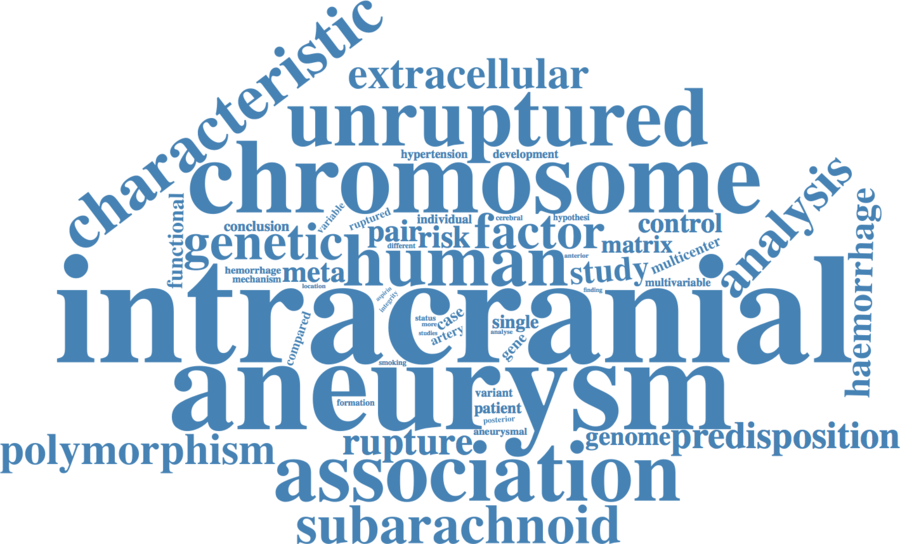 characteristic
extracellular
unruptured
hypertension development
chromosome
analysis
functional
conclusion
variable
ruptured
individual
cerebral
hypothesi
control
haemorrhage
genetic
pair
risk
factor
matrix
different
human
anterior
multicenter
hemorrhage
mechanism
meta
location
study
multivariable
finding
intracranial
aspirin
integrity
compared
status
more
studies
case
artery
single
analyse
gene
smoking
aneurysm
formation
variant
patient
posterior
aneurysmal
polymorphism
rupture
genome
predisposition
association
subarachnoid